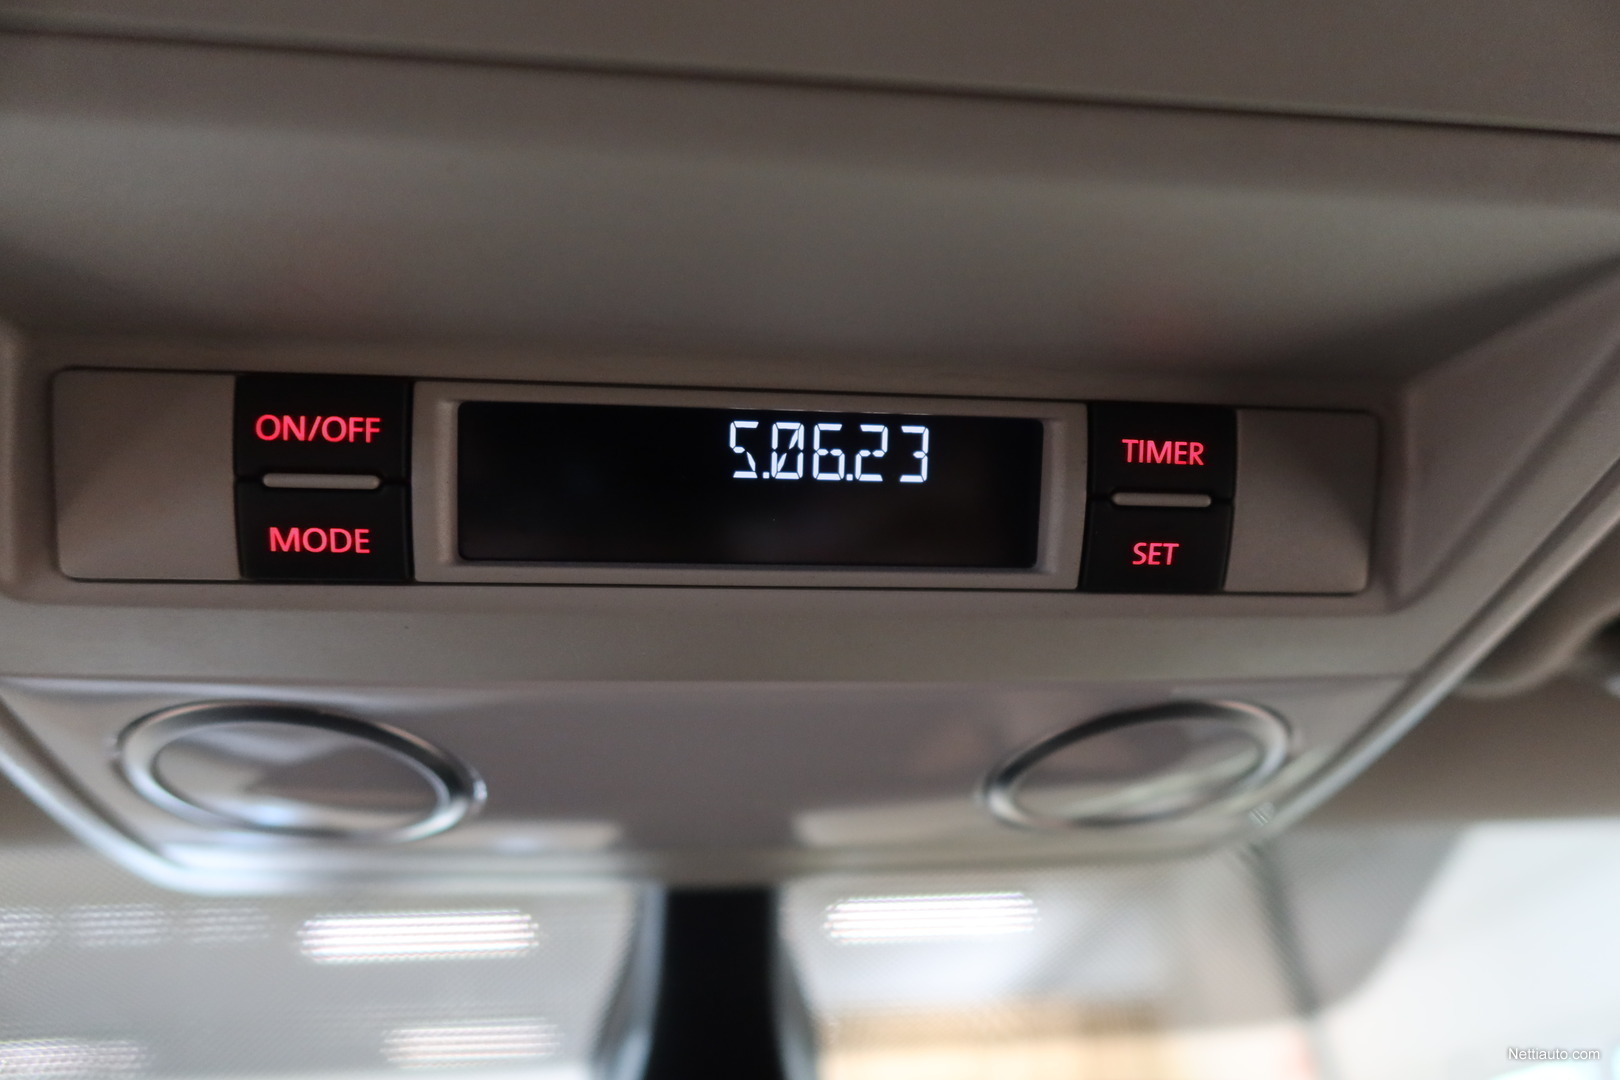 ON/OFF
MODE
5.06.23
TIMER
SET
Nettiauto.com